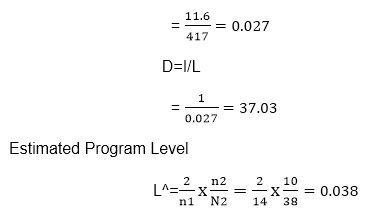 = 11.6/417 = 0.027
D=I/L
= 1/0.027 = 37.03
Estimated Program Level
L^= 2/n1 x n2/N2 = 2/14 x 10/38 = 0.038